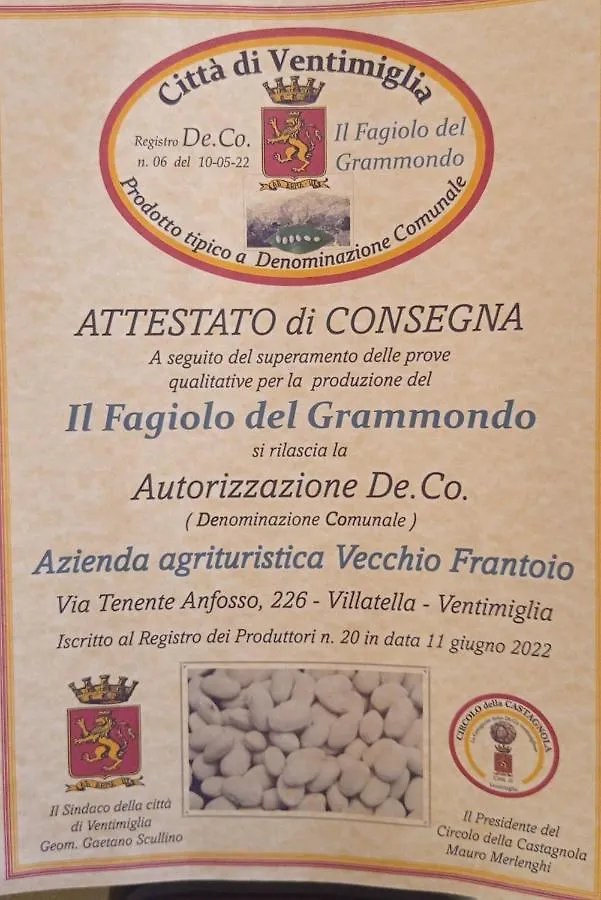 Città di Ventimiglia
Registro De.Co.
n. 06 del 10-05-22
Il Fagiolo del
Grammondo
Prodotto tipico a Denominazione Comunale
ATTESTATO di CONSEGNA
A seguito del superamento delle prove
qualitative per la produzione del
Il Fagiolo del Grammondo
si rilascia la
Autorizzazione De.Co.
( Denominazione Comunale )
Azienda agrituristica Vecchio Frantoio
Via Tenente Anfosso, 226 - Villatella - Ventimiglia
Iscritto al Registro dei Produttori n. 20 in data 11 giugno 2022
Il Sindaco della città
di Ventimiglia
Geom. Gaetano Scullino
CIRCOLO della CASTAGNOLA
Città di
Ventimiglia
Il Presidente del
Circolo della Castagnola
Mauro Merlenghi